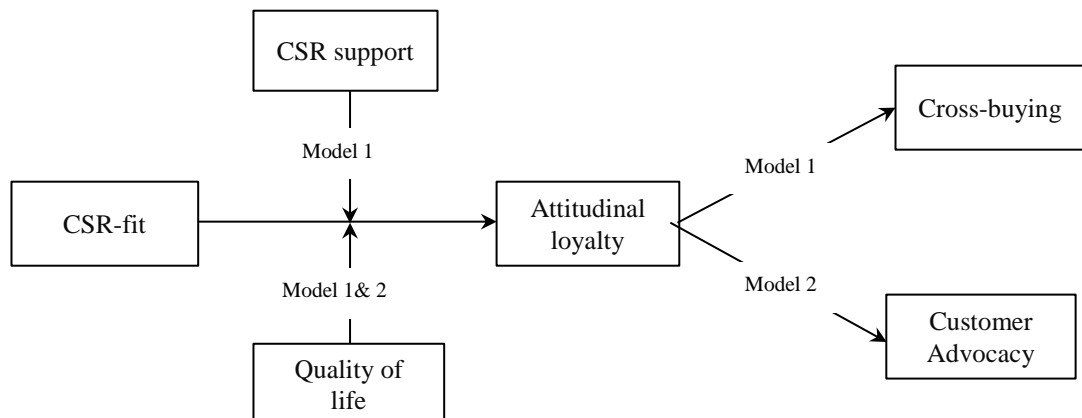 CSR support
Cross-buying
Model 1
Model 1
CSR-fit
Attitudinal
loyalty
Model 1& 2
Model 2
Customer
Advocacy
Quality of
life